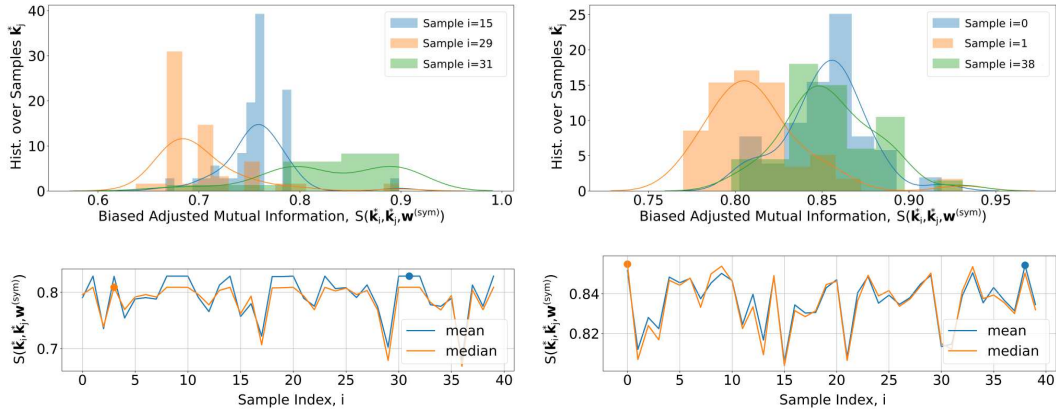 Hist. over Samples k*j
40
30
20
10
0
Sample i=15
Sample i=29
Sample i=31
0.6 0.7 0.8 0.9 1.0
Biased Adjusted Mutual Information, S(k*i,k*j,w(sym))
Hist. over Samples k*j
25
20
15
10
5
0
Sample i=0
Sample i=1
Sample i=38
0.75 0.80 0.85 0.90 0.95
Biased Adjusted Mutual Information, S(k*i,k*j,w(sym))
S(k*i,k*j,w(sym))
0.8
0.7
mean
median
0 5 10 15 20 25 30 35 40
Sample Index, i
S(k*i,k*j,w(sym))
0.84
0.82
mean
median
0 5 10 15 20 25 30 35 40
Sample Index, i